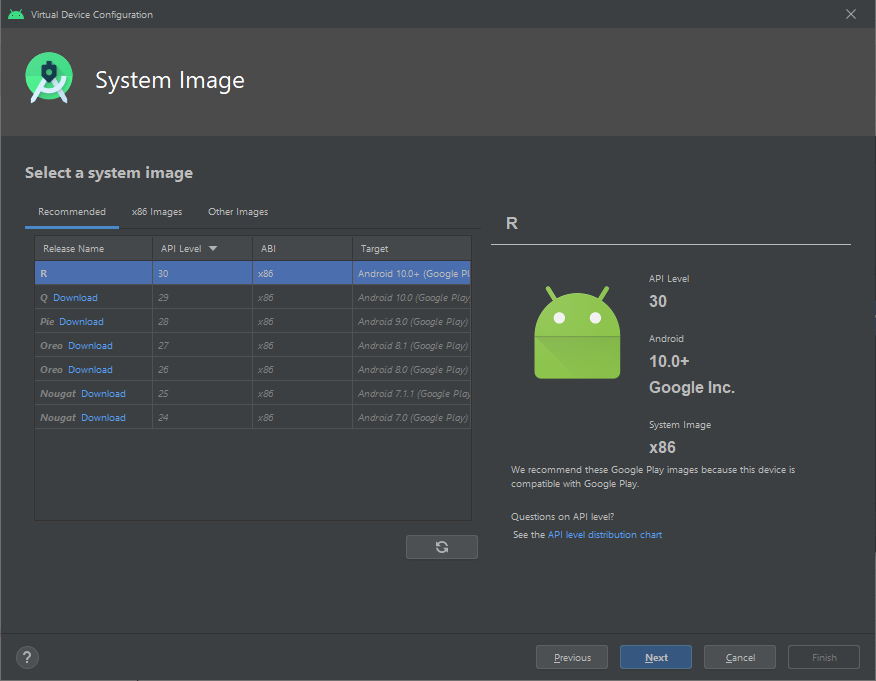 Virtual Device Configuration
System Image
Select a system image
Recommended x86 Images Other Images
Release Name API Level ABI Target
R 30 x86 Android 10.0+ (Google Pl
Q Download 29 x86 Android 10.0 (Google Play)
Pie Download 28 x86 Android 9.0 (Google Play)
Oreo Download 27 x86 Android 8.1 (Google Play)
Oreo Download 26 x86 Android 8.0 (Google Play)
Nougat Download 25 x86 Android 7.1.1 (Google Play
Nougat Download 24 x86 Android 7.0 (Google Play)
R
API Level
30
Android
10.0+
Google Inc.
System Image
x86
We recommend these Google Play images because this device is
compatible with Google Play.
Questions on API level?
See the API level distribution chart
? Previous Next Cancel Finish